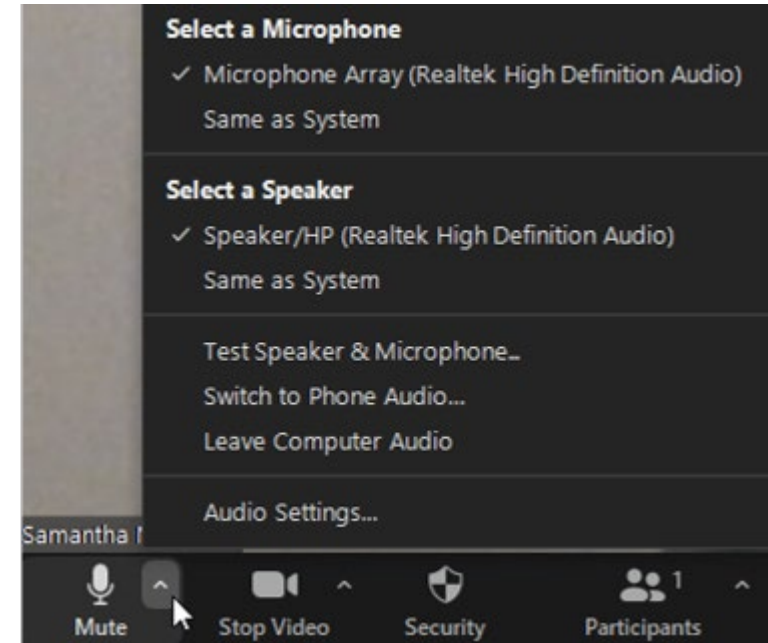 Select a Microphone
✓ Microphone Array (Realtek High Definition Audio)
Same as System
Select a Speaker
✓ Speaker/HP (Realtek High Definition Audio)
Same as System
Test Speaker & Microphone...
Switch to Phone Audio...
Leave Computer Audio
Audio Settings...
Samantha
Mute Stop Video Security 1 Participants